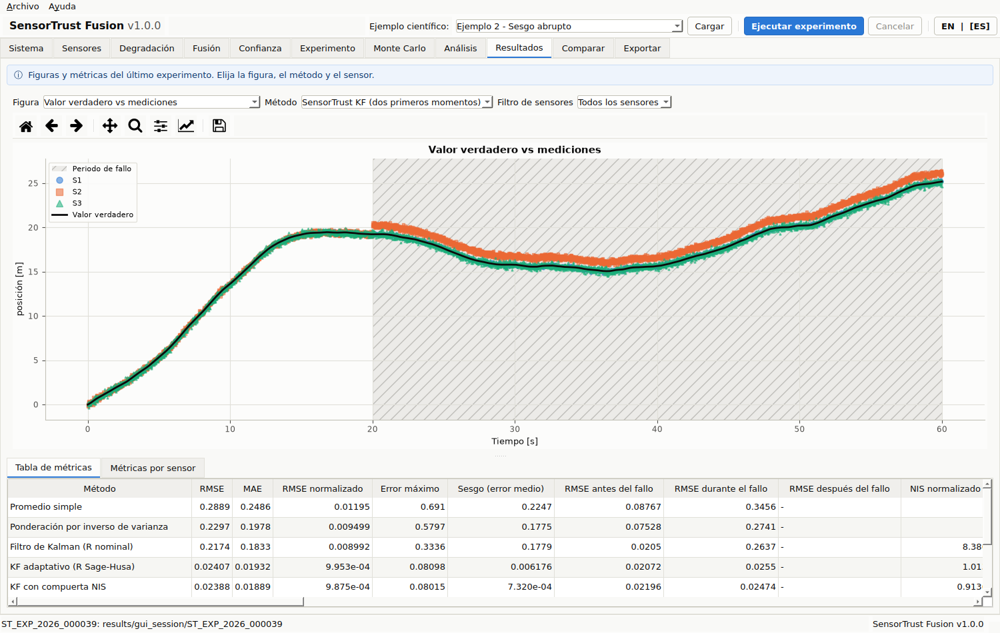 Archivo Ayuda
SensorTrust Fusion v1.0.0
Ejemplo científico: Ejemplo 2 - Sesgo abrupto Cargar Ejecutar experimento Cancelar EN | [ES]
Sistema Sensores Degradación Fusión Confianza Experimento Monte Carlo Análisis Resultados Comparar Exportar
ⓘ Figuras y métricas del último experimento. Elija la figura, el método y el sensor.
Figura Valor verdadero vs mediciones Método SensorTrust KF (dos primeros momentos) Filtro de sensores Todos los sensores
Valor verdadero vs mediciones
Periodo de fallo
S1
S2
S3
Valor verdadero
25
20
15
10
5
0
posición [m]
0 10 20 30 40 50 60
Tiempo [s]
Tabla de métricas Métricas por sensor
Método RMSE MAE RMSE normalizado Error máximo Sesgo (error medio) RMSE antes del fallo RMSE durante el fallo RMSE después del fallo NIS normalizado
Promedio simple 0.2889 0.2486 0.01195 0.691 0.2247 0.08767 0.3456 -
Ponderación por inverso de varianza 0.2297 0.1978 0.009499 0.5797 0.1775 0.07528 0.2741 -
Filtro de Kalman (R nominal) 0.2174 0.1833 0.008992 0.3336 0.1779 0.0205 0.2637 - 8.38
KF adaptativo (R Sage-Husa) 0.02407 0.01932 9.953e-04 0.08098 0.006176 0.02072 0.0255 - 1.01
KF con compuerta NIS 0.02388 0.01889 9.875e-04 0.08015 7.320e-04 0.02196 0.02474 - 0.913
ST_EXP_2026_000039: results/gui_session/ST_EXP_2026_000039 SensorTrust Fusion v1.0.0